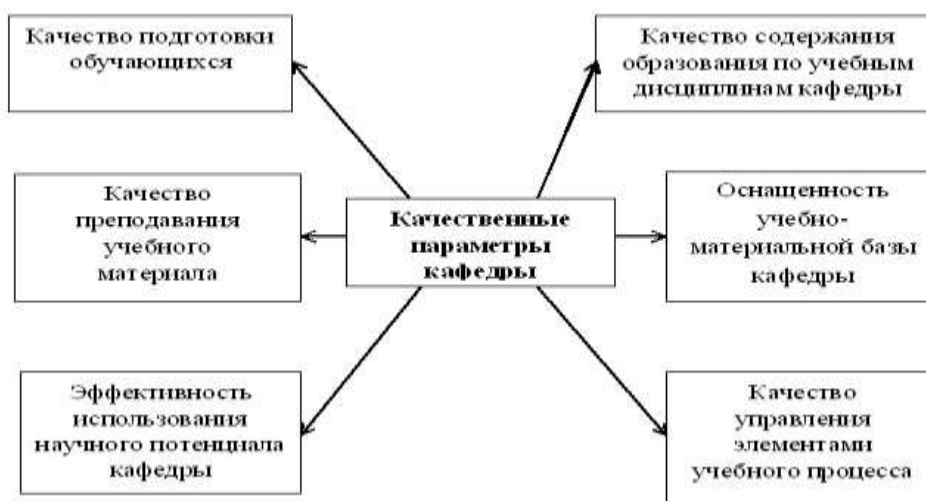 Качество подготовки
обучающихся
Качество содержания
образования по учебным
дисциплинам кафедры
Качество
преподавания
учебного
материала
Качественные
параметры
кафедры
Оснащенность
учебно-
материальной базы
кафедры
Эффективность
использования
научного потенциала
кафедры
Качество
управления
элементами
учебного процесса